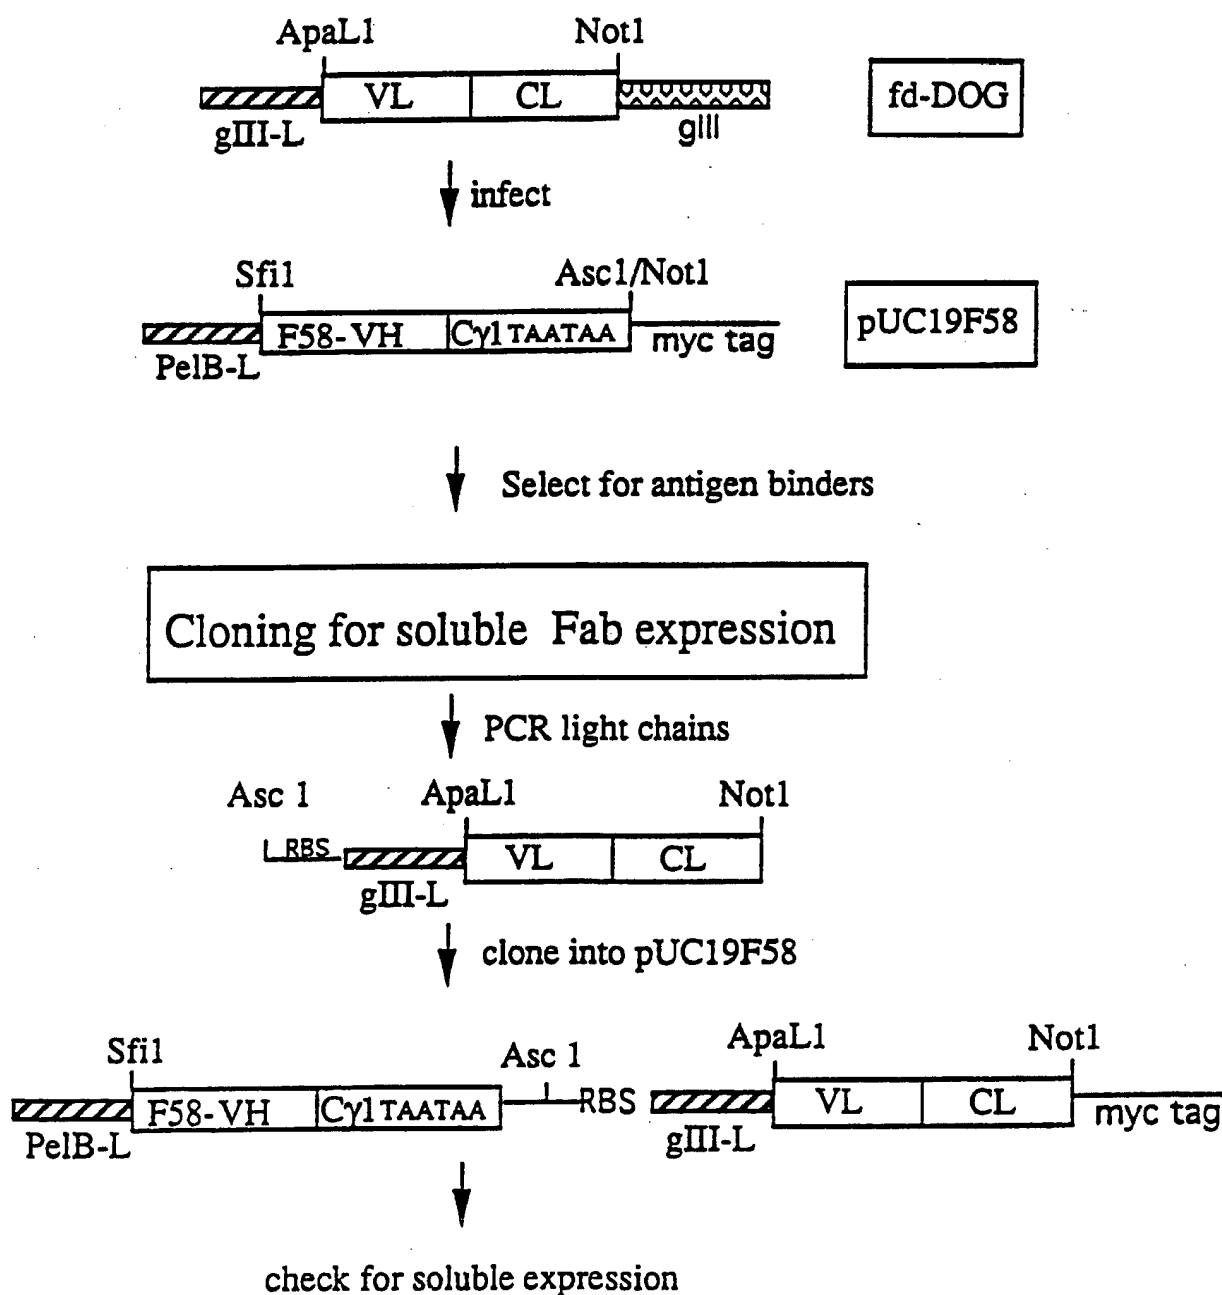 ApaL1 Not1
VL CL
gIII-L gIII
fd-DOG
infect
Sfi1 Asc1/Not1
F58-VH Cγ1 TAATAA myc tag
PelB-L
pUC19F58
Select for antigen binders
Cloning for soluble Fab expression
PCR light chains
Asc 1 ApaL1 Not1
RBS VL CL
gIII-L
clone into pUC19F58
Sfi1 Asc 1 ApaL1 Not1
F58-VH Cγ1 TAATAA RBS VL CL myc tag
PelB-L gIII-L
check for soluble expression